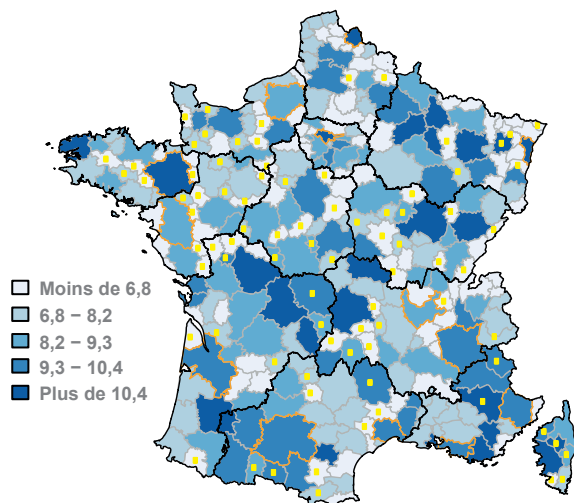 Moins de 6,8
6,8 – 8,2
8,2 – 9,3
9,3 – 10,4
Plus de 10,4